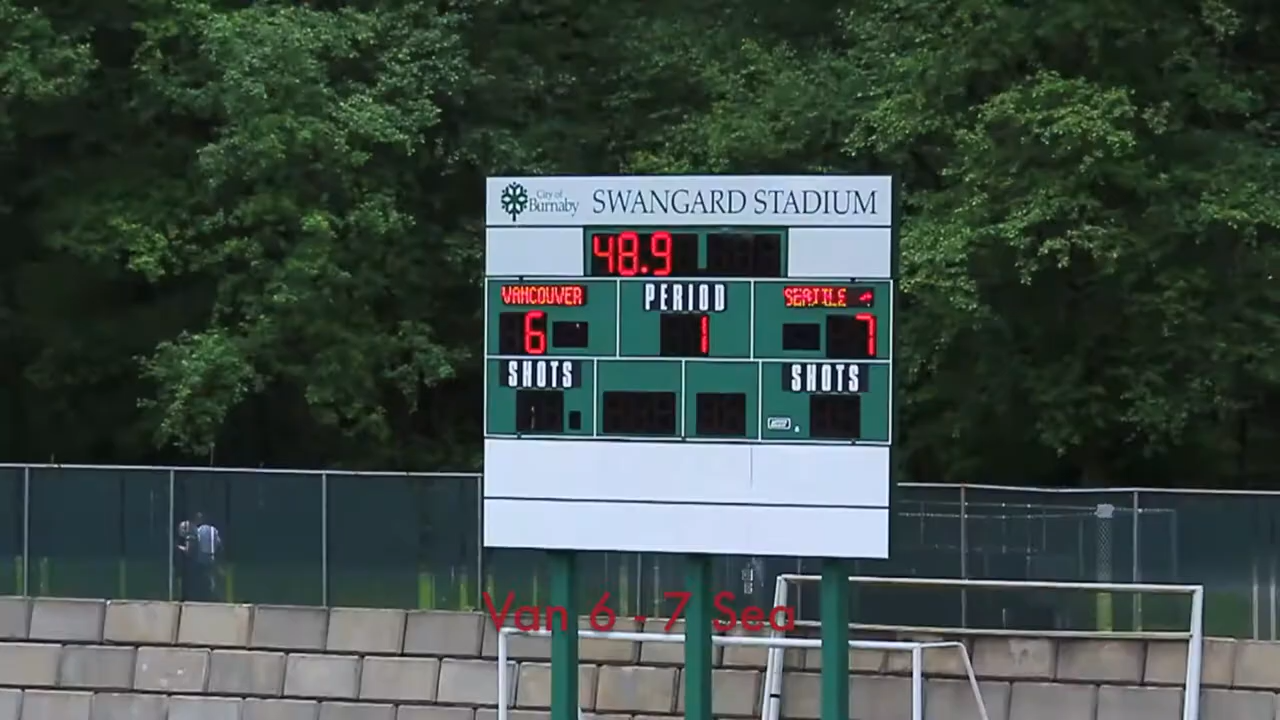 City of
Burnaby
SWANGARD STADIUM
48.9
VANCOUVER
PERIOD
SEATTLE
6
1
7
SHOTS
SHOTS
Van 6 - 7 Sea